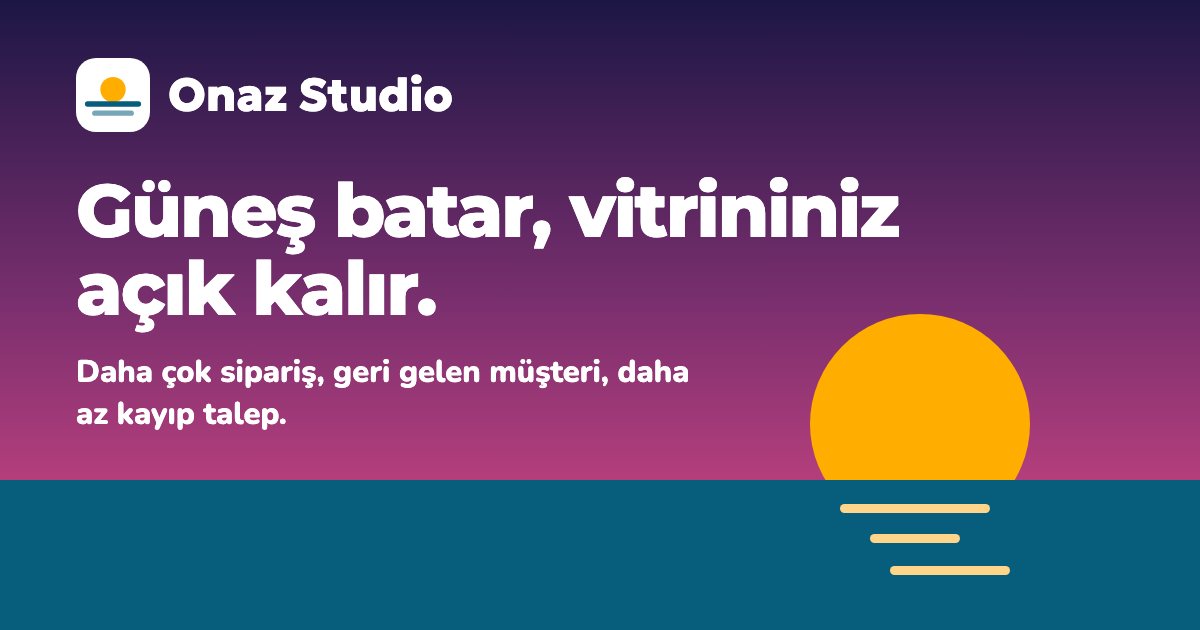 Onaz Studio
Güneş batar, vitrininiz
açık kalır.
Daha çok sipariş, geri gelen müşteri, daha
az kayıp talep.